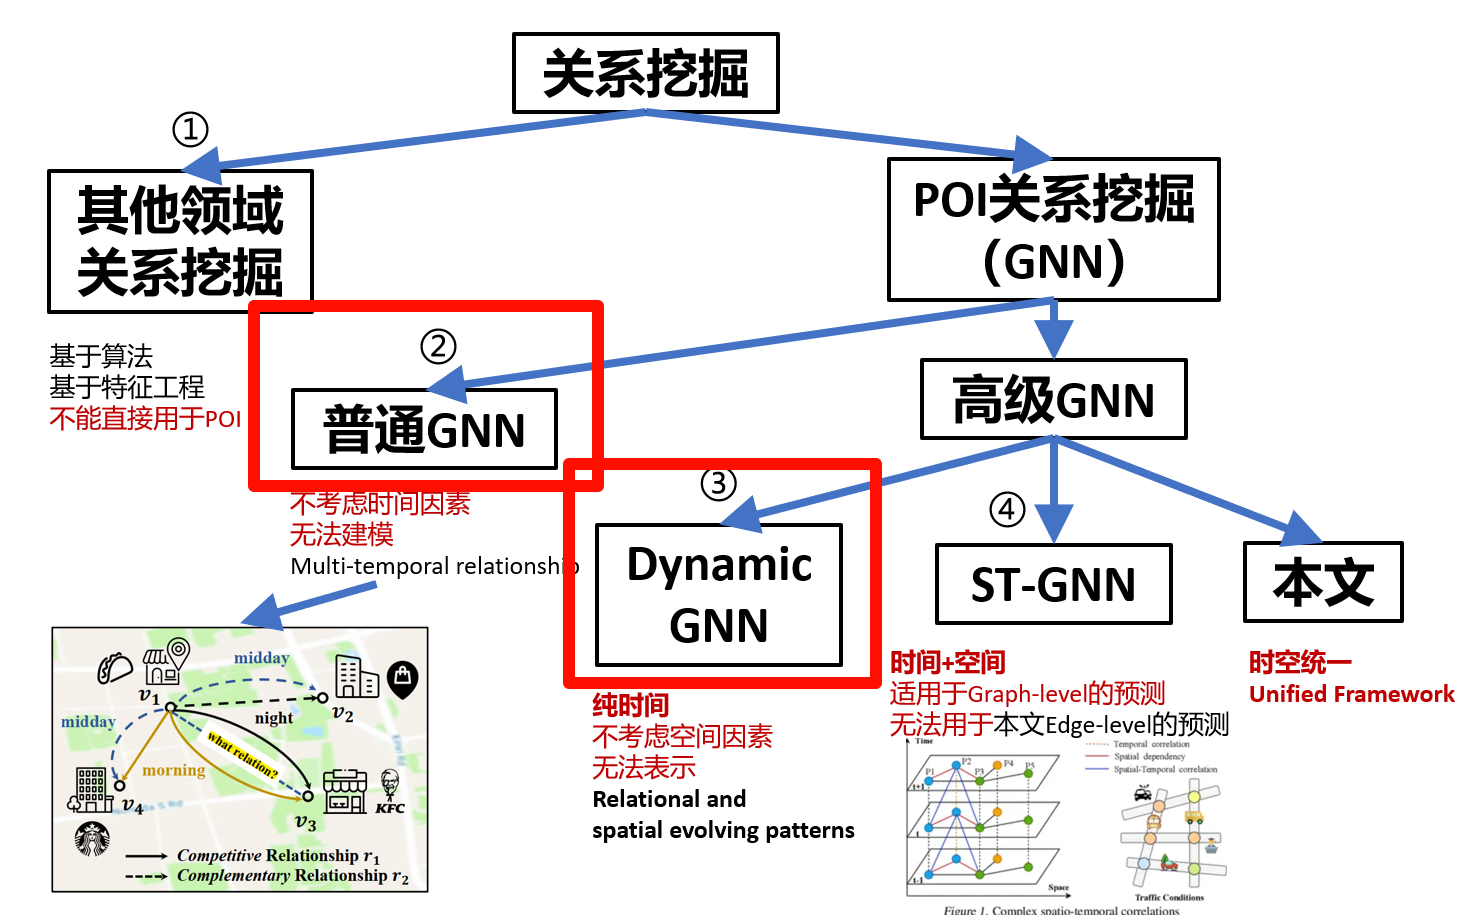 关系挖掘
①
其他领域
关系挖掘
基于算法
基于特征工程
不能直接用于POI
POI关系挖掘
（GNN）
②
普通GNN
不考虑时间因素
无法建模
Multi-temporal relationship
高级GNN
③
Dynamic
GNN
纯时间
不考虑空间因素
无法表示
Relational and
spatial evolving patterns
④
ST-GNN
时间+空间
适用于Graph-level的预测
无法用于本文Edge-level的预测
本文
时空统一
Unified Framework
midday
v1
v2
night
midday
what relation?
morning
v4
v3
KFC
Competitive Relationship r1
Complementary Relationship r2
Time
P1
P2
P3
P4
P5
t+1
t
t-1
Space
Temporal correlation
Spatial dependency
Spatial-Temporal correlation
Traffic Conditions
Figure 1. Complex spatio-temporal correlations